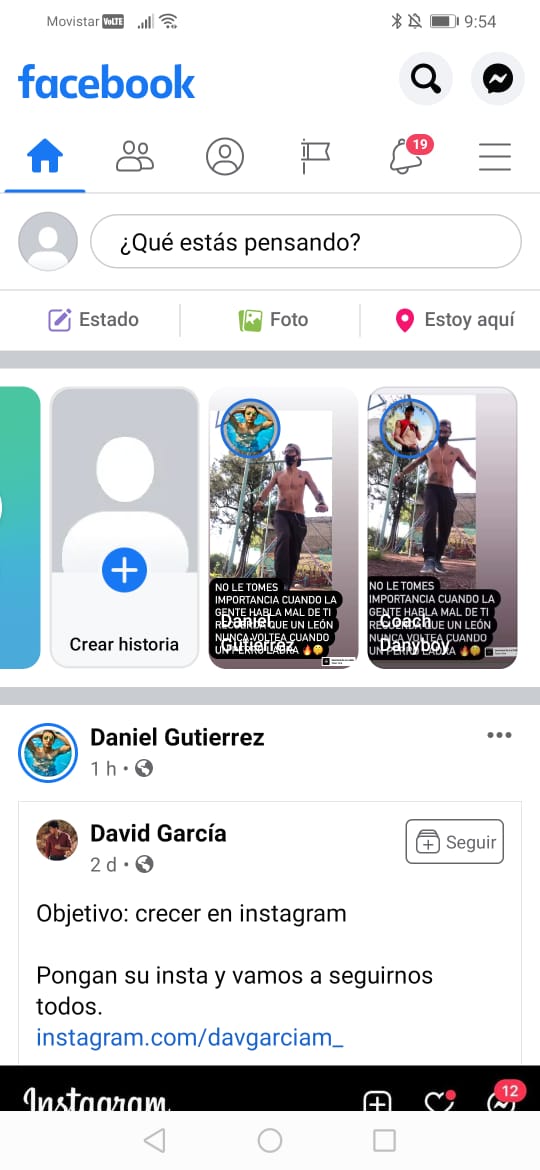 Movistar VoLTE 9:54
facebook
19
¿Qué estás pensando?
Estado Foto Estoy aquí
Crear historia
NO LE TOMES
IMPORTANCIA CUANDO LA
GENTE HABLA MAL DE TI
RECUERDA QUE UN LEÓN
NUNCA VOLTEA CUANDO
UN PERRO LADRA
Daniel
Gutierrez
NO LE TOMES
IMPORTANCIA CUANDO LA
GENTE HABLA MAL DE TI
RECUERDA QUE UN LEÓN
NUNCA VOLTEA CUANDO
UN PERRO LADRA
Coach
Danyboy
Daniel Gutierrez
1 h
David García
2 d
Seguir
Objetivo: crecer en instagram
Pongan su insta y vamos a seguirnos
todos.
instagram.com/davgarciam_
Instagram
12